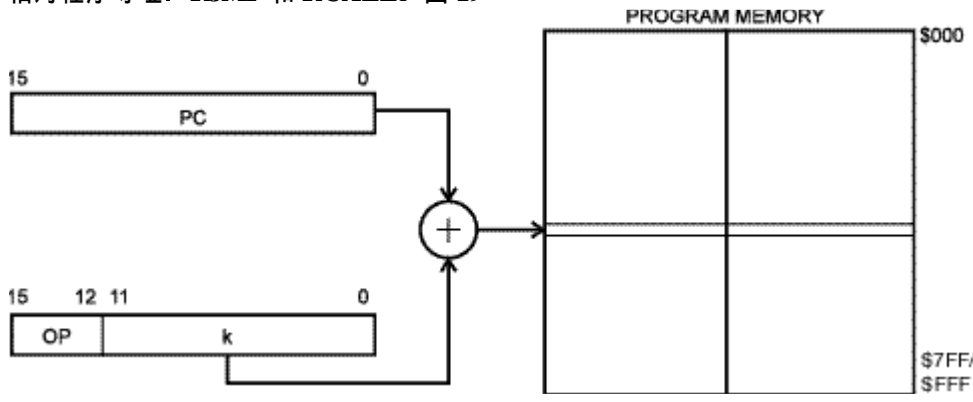 PROGRAM MEMORY
$000
15 0
PC
+
15 12 11 0
OP k
$7FF/
$FFF